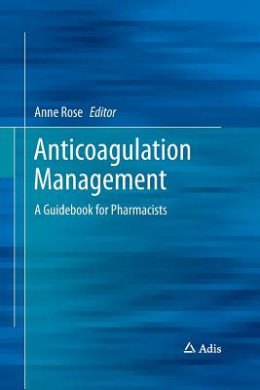 Anne Rose Editor
Anticoagulation
Management
A Guidebook for Pharmacists
Adis